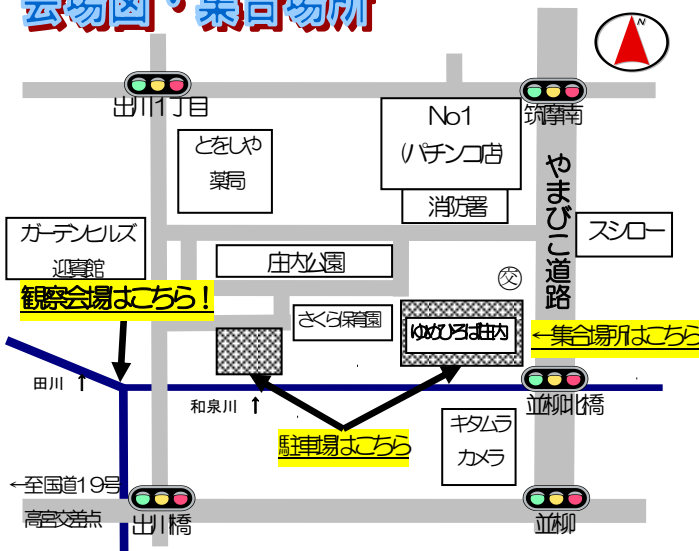 会場図・集合場所
N
出川1丁目
筑摩南
No1
(パチンコ店)
とをしや
薬局
消防署
やまびこ道路
スシロー
ガーデンヒルズ
迎賓館
庄内公園
交
観察会場はこちら！
さくら保育園
ゆめひろば庄内
←集合場所はこちら
田川 ↑
和泉川 ↑
並柳北橋
駐車場はこちら
キタムラ
カメラ
←至国道19号
高宮交差点
出川橋
並柳